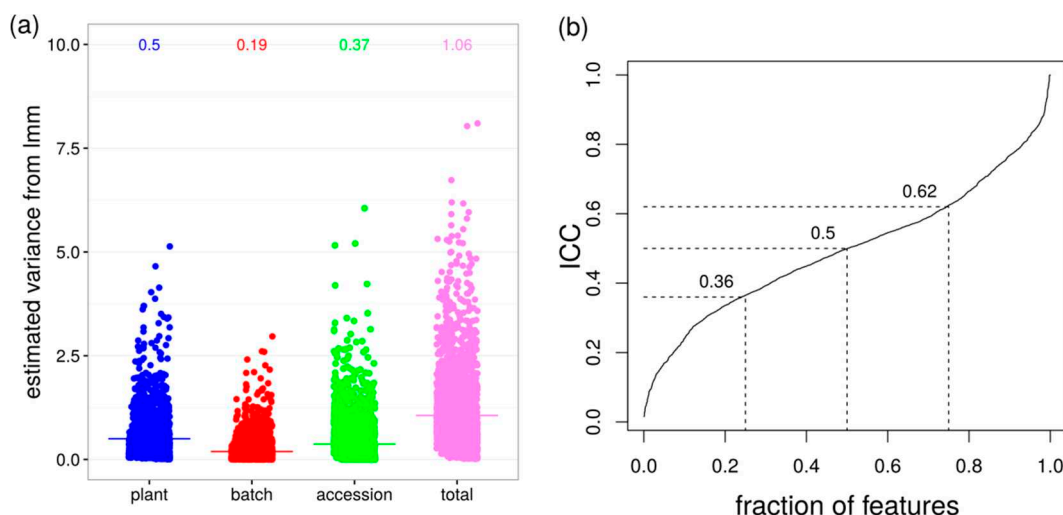 (a)
estimated variance from lmm
10.0
7.5
5.0
2.5
0.0
0.5
0.19
0.37
1.06
plant
batch
accession
total
(b)
ICC
1.0
0.8
0.6
0.4
0.2
0.0
0.62
0.5
0.36
0.0
0.2
0.4
0.6
0.8
1.0
fraction of features